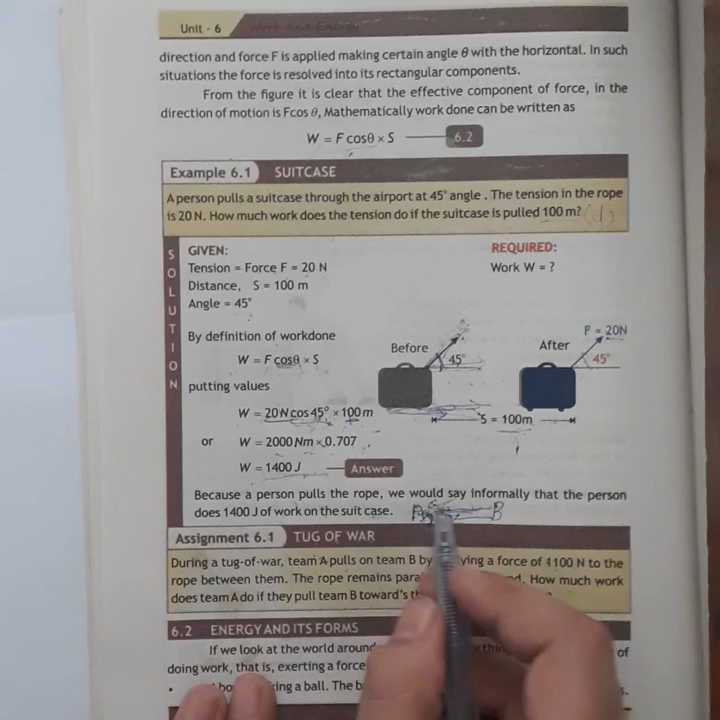 Unit - 6 Work and Energy
direction and force F is applied making certain angle θ with the horizontal. In such
situations the force is resolved into its rectangular components.
From the figure it is clear that the effective component of force, in the
direction of motion is Fcos θ, Mathematically work done can be written as
W = F cosθ × S 6.2
Example 6.1 SUITCASE
A person pulls a suitcase through the airport at 45° angle . The tension in the rope
is 20 N. How much work does the tension do if the suitcase is pulled 100 m? (d)
SOLUTION
GIVEN: REQUIRED:
Tension = Force F = 20 N Work W = ?
Distance, S = 100 m
Angle = 45°
By definition of workdone
W = F cosθ × S
putting values
W = 20N cos45° × 100m
or W = 2000 Nm × 0.707
W = 1400 J Answer
Before 45°
After F = 20N 45°
S = 100m
Because a person pulls the rope, we would say informally that the person
does 1400 J of work on the suit case. A B
Assignment 6.1 TUG OF WAR
During a tug-of-war, team A pulls on team B by a force of 1100 N to the
rope between them. The rope remains How much work
does team A do if they pull team B toward's
6.2 ENERGY AND ITS FORMS
If we look at the world around of
doing work, that is, exerting a force
a ball. The